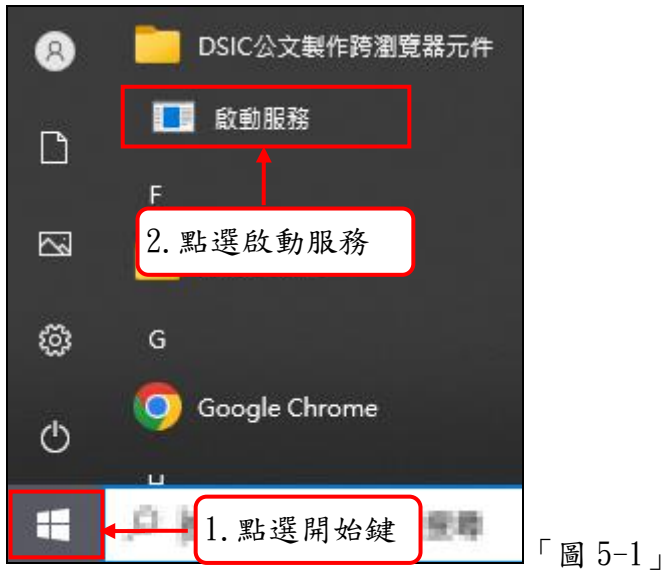 DSIC公文製作跨瀏覽器元件
啟動服務
F
2.點選啟動服務
G
Google Chrome
H
1.點選開始鍵
「圖 5-1」